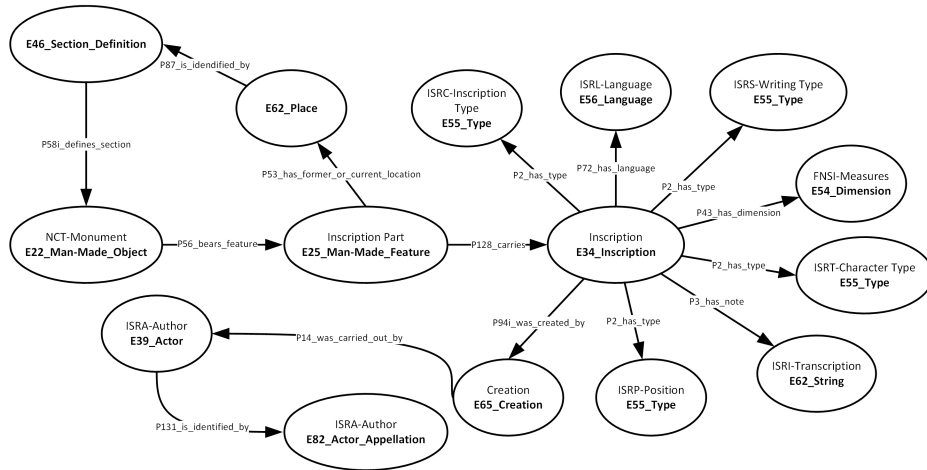 E46_Section_Definition
P87_is_idendified_by
E62_Place
P58i_defines_section
P53_has_former_or_current_location
ISRC-Inscription
Type
E55_Type
ISRL-Language
E56_Language
ISRS-Writing Type
E55_Type
P2_has_type
P72_has_language
P2_has_type
FNSI-Measures
E54_Dimension
P43_has_dimension
NCT-Monument
E22_Man-Made_Object
P56_bears_feature
Inscription Part
E25_Man-Made_Feature
P128_carries
Inscription
E34_Inscription
P2_has_type
ISRT-Character Type
E55_Type
P3_has_note
P94i_was_created_by
P2_has_type
ISRA-Author
E39_Actor
P14_was_carried_out_by
ISRI-Transcription
E62_String
Creation
E65_Creation
ISRP-Position
E55_Type
P131_is_identified_by
ISRA-Author
E82_Actor_Appellation